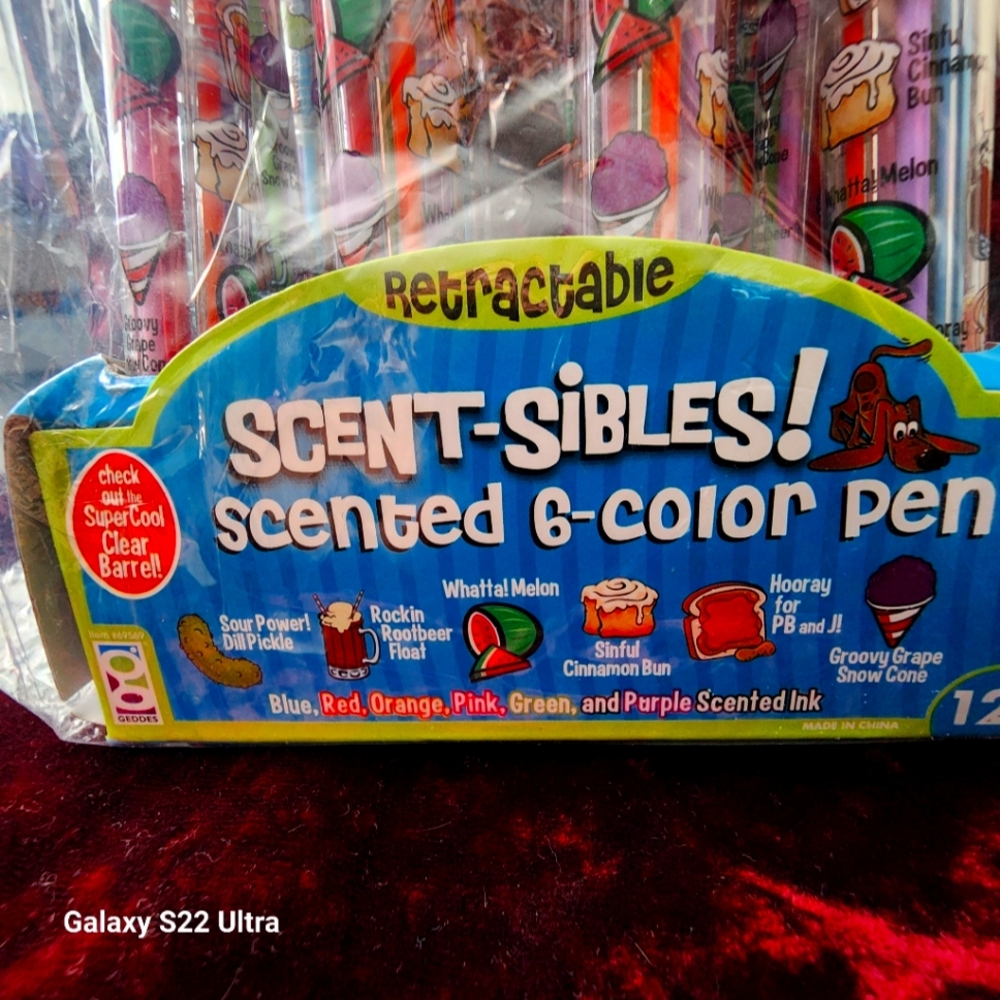 Sinful
Cinnamon
Bun
Whatta! Melon
Groovy
Grape
Retractable
SCENT-SiBLES!
scented 6-color pen
check
out the
SuperCool
Clear
Barrel!
Sour Power!
Dill Pickle
Rockin
Rootbeer
Float
Whatta! Melon
Sinful
Cinnamon Bun
Hooray
for
PB and J!
Groovy Grape
Snow Cone
Item #69569
GEDDES
Blue, Red, Orange, Pink, Green, and Purple Scented Ink
MADE IN CHINA
12
Galaxy S22 Ultra